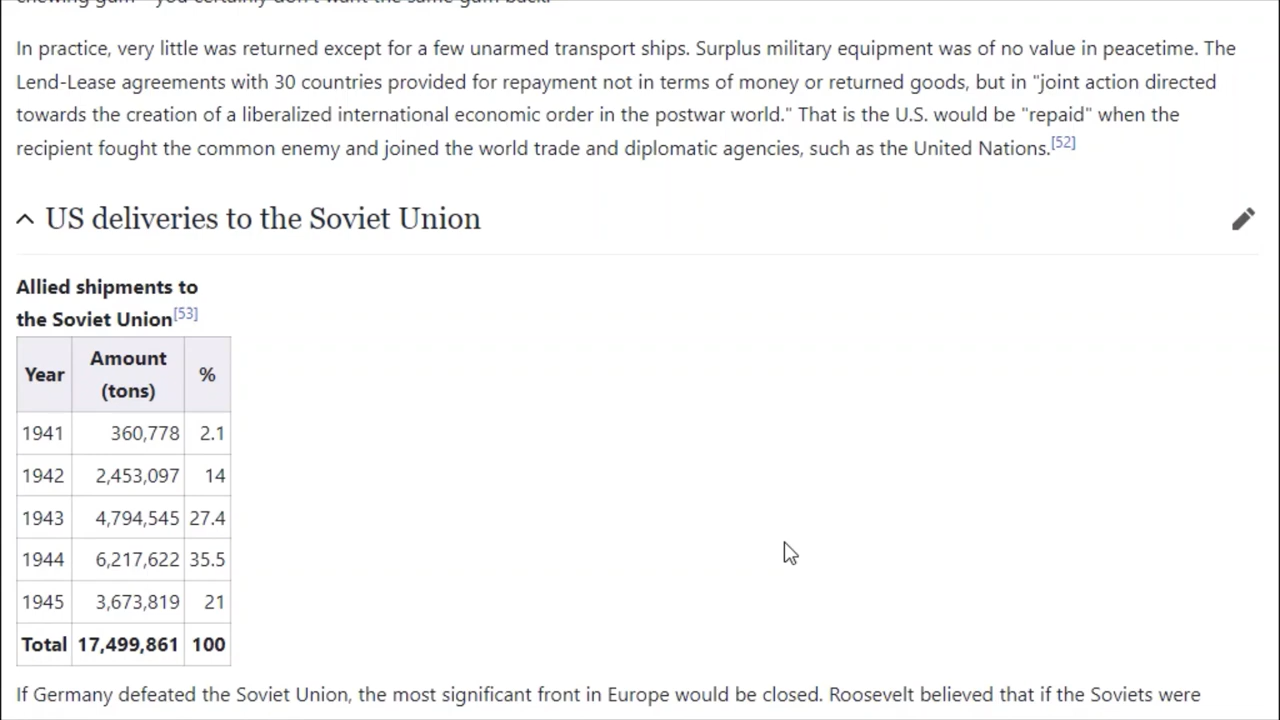 In practice, very little was returned except for a few unarmed transport ships. Surplus military equipment was of no value in peacetime. The
Lend-Lease agreements with 30 countries provided for repayment not in terms of money or returned goods, but in "joint action directed
towards the creation of a liberalized international economic order in the postwar world." That is the U.S. would be "repaid" when the
recipient fought the common enemy and joined the world trade and diplomatic agencies, such as the United Nations.[52]
US deliveries to the Soviet Union
Allied shipments to
the Soviet Union[53]
Year Amount (tons) %
1941 360,778 2.1
1942 2,453,097 14
1943 4,794,545 27.4
1944 6,217,622 35.5
1945 3,673,819 21
Total 17,499,861 100
If Germany defeated the Soviet Union, the most significant front in Europe would be closed. Roosevelt believed that if the Soviets were